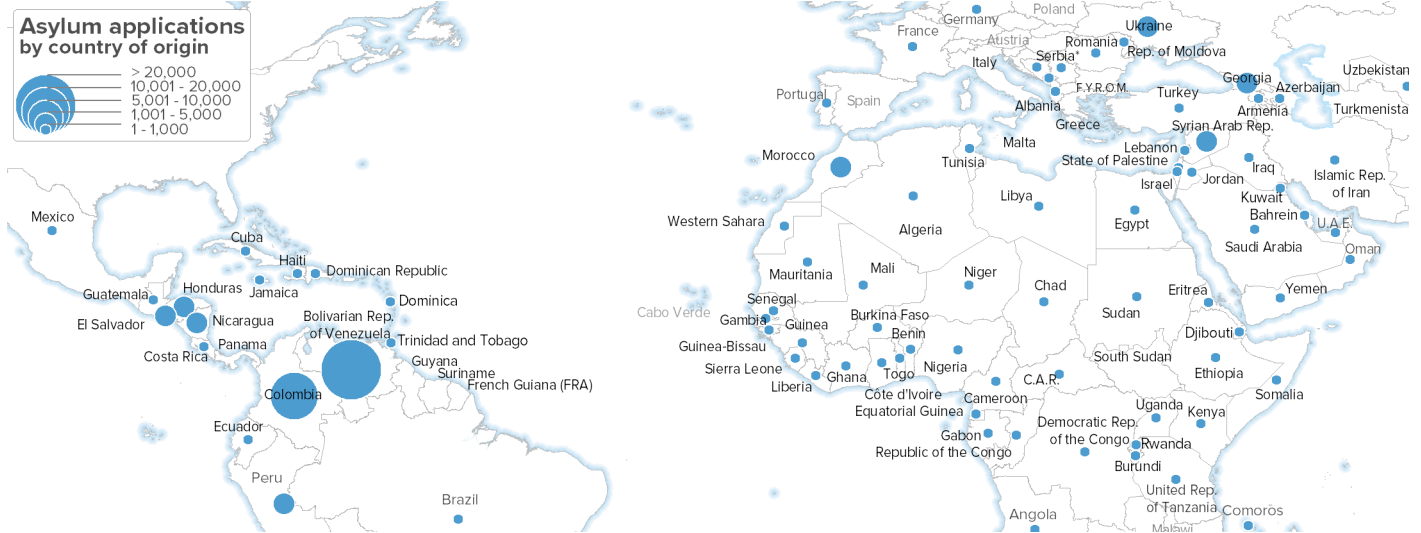 Asylum applications
by country of origin
> 20,000
10,001 - 20,000
5,001 - 10,000
1,001 - 5,000
1 - 1,000
Mexico
Cuba
Haiti
Dominican Republic
Jamaica
Guatemala
Honduras
Dominica
El Salvador
Nicaragua
Bolivarian Rep.
of Venezuela
Trinidad and Tobago
Costa Rica
Panama
Guyana
Suriname
French Guiana (FRA)
Colombia
Ecuador
Peru
Brazil
Germany
Poland
France
Austria
Ukraine
Romania
Rep. of Moldova
Italy
Serbia*
Portugal
Spain
Albania
F.Y.R.O.M.
Greece
Turkey
Georgia
Armenia
Azerbaijan
Uzbekistan
Turkmenista
Morocco
Tunisia
Malta
Syrian Arab Rep.
Lebanon
State of Palestine
Israel
Jordan
Iraq
Islamic Rep.
of Iran
Kuwait
Bahrain
U.A.E.
Oman
Saudi Arabia
Yemen
Western Sahara
Algeria
Libya
Egypt
Mauritania
Mali
Niger
Chad
Sudan
Eritrea
Djibouti
Cabo Verde
Senegal
Gambia
Guinea
Burkina Faso
Benin
Guinea-Bissau
Sierra Leone
Liberia
Ghana
Togo
Nigeria
Côte d'Ivoire
Cameroon
C.A.R.
South Sudan
Ethiopia
Somalia
Equatorial Guinea
Gabon
Republic of the Congo
Democratic Rep.
of the Congo
Uganda
Kenya
Rwanda
Burundi
United Rep.
of Tanzania
Angola
Malawi
Comoros